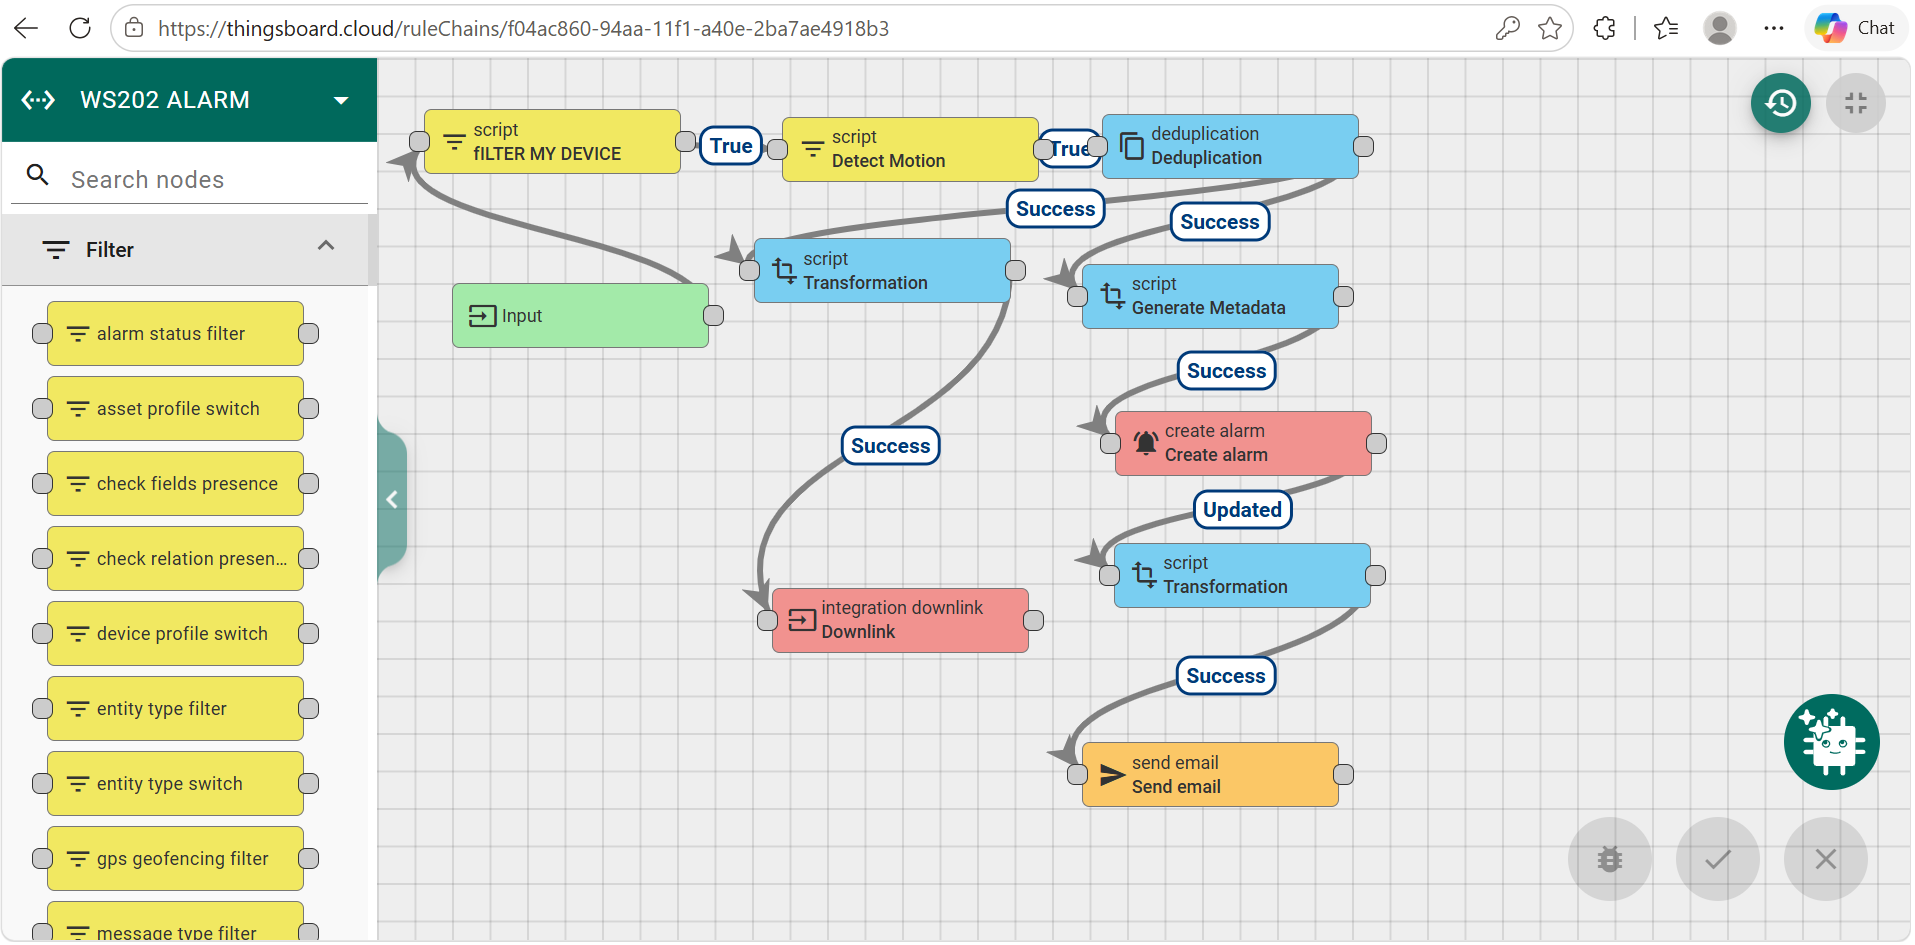 https://thingsboard.cloud/ruleChains/f04ac860-94aa-11f1-a40e-2ba7ae4918b3
Chat
WS202 ALARM
Search nodes
Filter
alarm status filter
asset profile switch
check fields presence
check relation presen...
device profile switch
entity type filter
entity type switch
gps geofencing filter
message type filter
script
fILTER MY DEVICE
True
script
Detect Motion
True
deduplication
Deduplication
Success
Success
script
Transformation
script
Generate Metadata
Input
Success
create alarm
Create alarm
Success
Updated
script
Transformation
integration downlink
Downlink
Success
send email
Send email